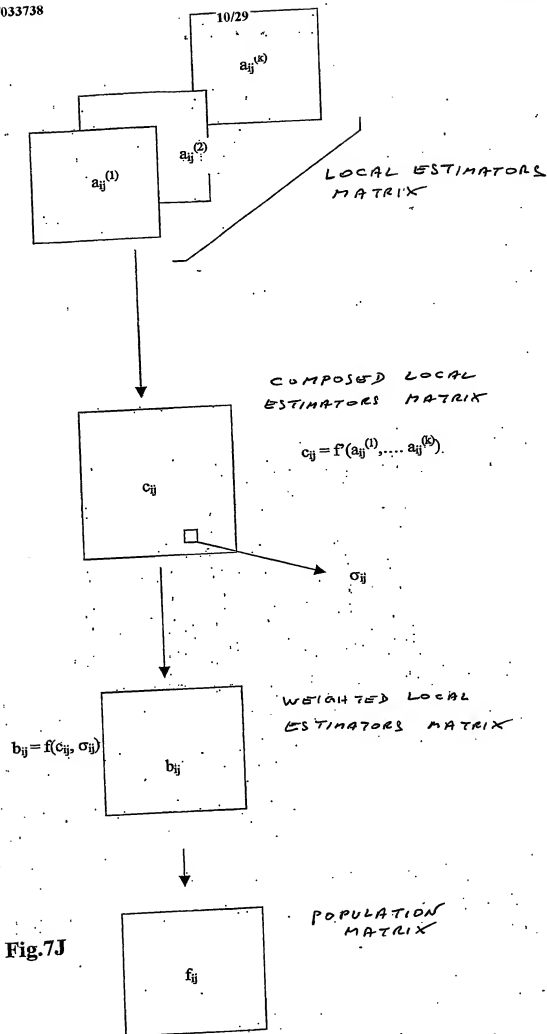 033738
10/29
aij(k)
aij(2)
aij(1)
LOCAL ESTIMATORS
MATRIX
COMPOSED LOCAL
ESTIMATORS MATRIX
cij = f'(aij(1),.... aij(k)).
cij
σij
WEIGHTED LOCAL
ESTIMATORS MATRIX
bij = f(cij, σij)
bij
POPULATION
MATRIX
Fig.7J
fij